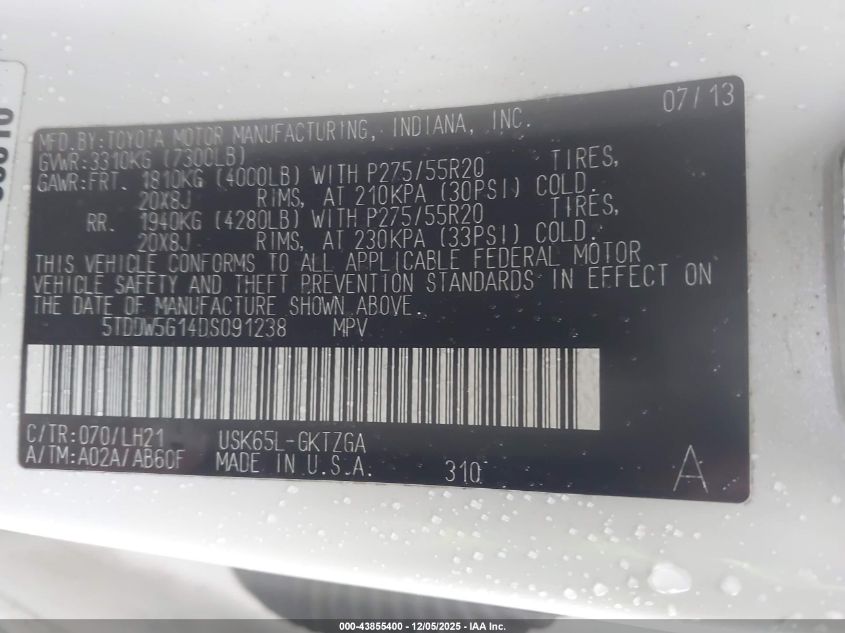 07/13
MFD.BY:TOYOTA MOTOR MANUFACTURING, INDIANA, INC.
GVWR:3310KG (7300LB)
GAWR:FRT. 1810KG (4000LB) WITH P275/55R20 TIRES,
20X8J RIMS, AT 210KPA (30PSI) COLD.
RR. 1940KG (4280LB) WITH P275/55R20 TIRES,
20X8J RIMS, AT 230KPA (33PSI) COLD.
THIS VEHICLE CONFORMS TO ALL APPLICABLE FEDERAL MOTOR
VEHICLE SAFETY AND THEFT PREVENTION STANDARDS IN EFFECT ON
THE DATE OF MANUFACTURE SHOWN ABOVE.
5TDDW5G14DS091238 MPV
C/TR:070/LH21 USK65L-GKTZGA
A/TM:A02A/AB60F MADE IN U.S.A. 310 A
000-43855400 - 12/05/2025 - IAA Inc.